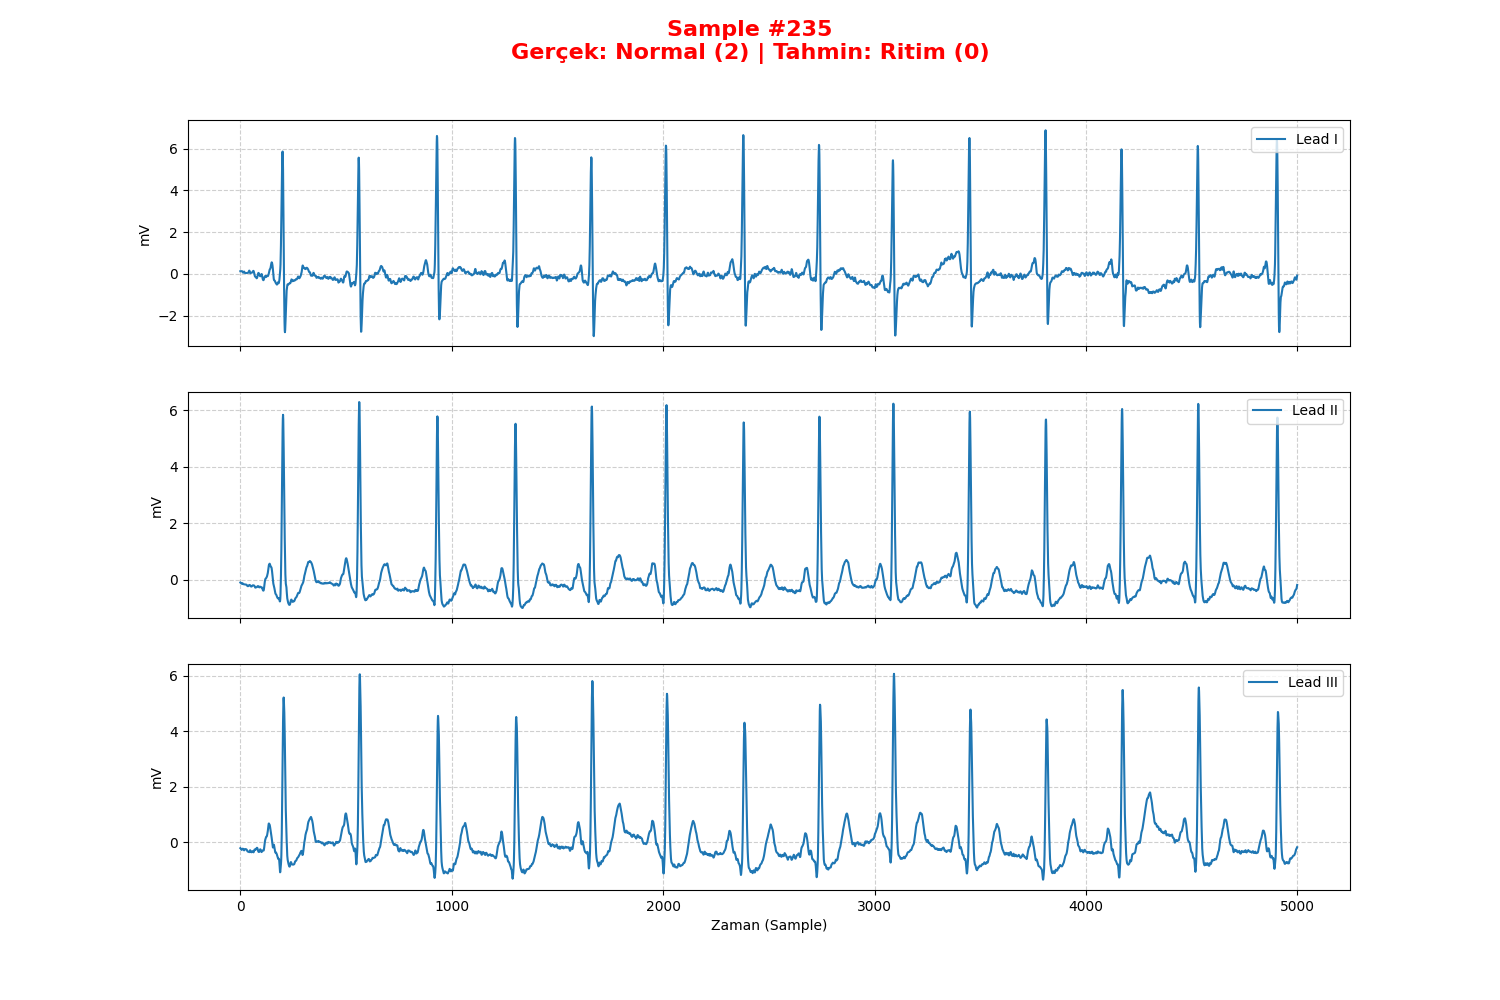 Sample #235
Gerçek: Normal (2) | Tahmin: Ritim (0)
Lead I
6
4
2
0
−2
mV
Lead II
6
4
2
0
mV
Lead III
6
4
2
0
mV
0 1000 2000 3000 4000 5000
Zaman (Sample)